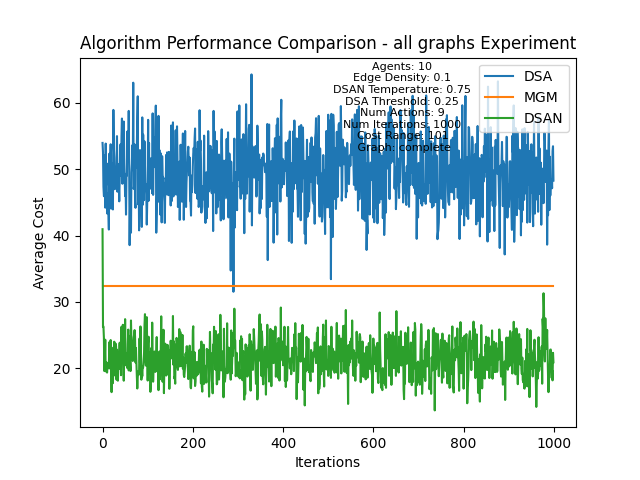 Algorithm Performance Comparison - all graphs Experiment
Agents: 10
Edge Density: 0.1
DSAN Temperature: 0.75
DSA Threshold: 0.25
Num Actions: 9
Num Iterations: 1000
Cost Range: 101
Graph: complete
DSA
MGM
DSAN
Average Cost
60
50
40
30
20
0
200
400
600
800
1000
Iterations